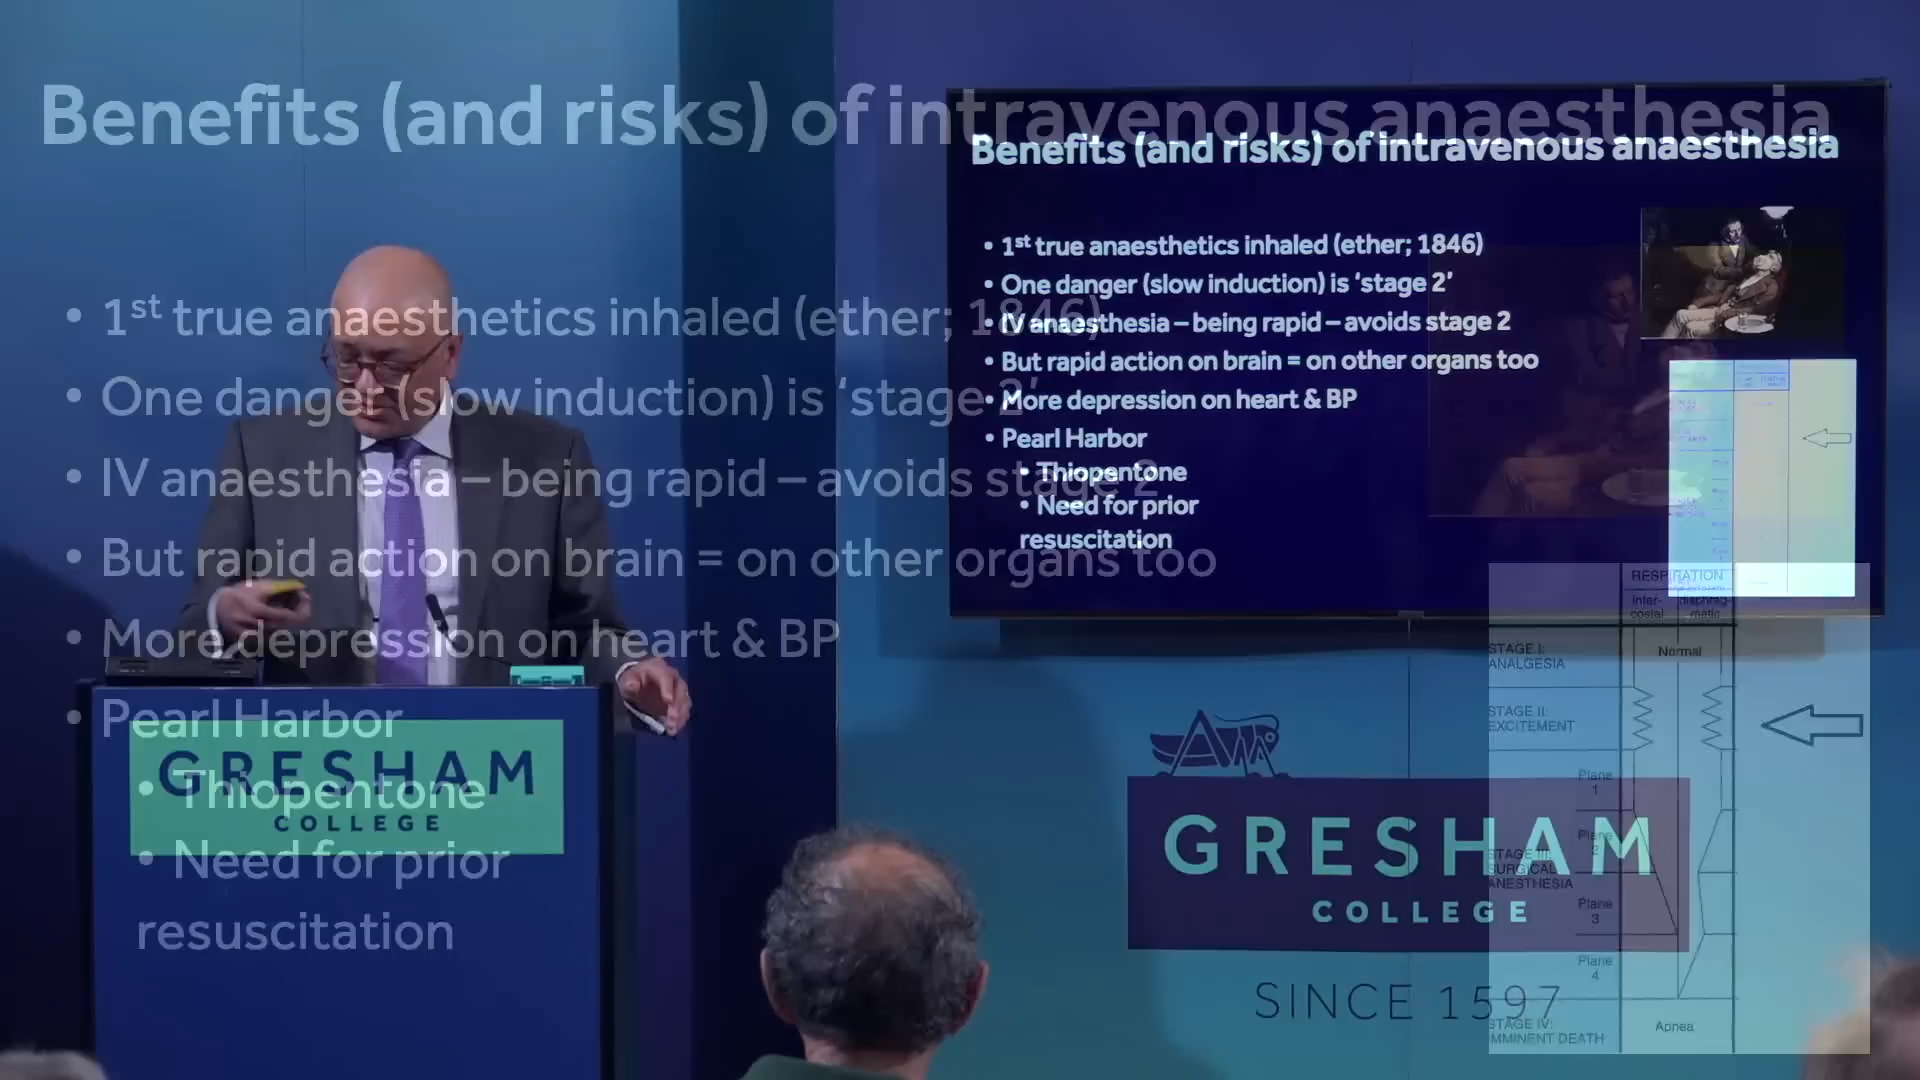 Benefits (and risks) of intravenous anaesthesia
• 1st true anaesthetics inhaled (ether; 1846)
• One danger (slow induction) is ‘stage 2’
• IV anaesthesia – being rapid – avoids stage 2
• But rapid action on brain = on other organs too
• More depression on heart & BP
• Pearl Harbor
• Thiopentone
• Need for prior
resuscitation
Benefits (and risks) of intravenous anaesthesia
• 1st true anaesthetics inhaled (ether; 1846)
• One danger (slow induction) is ‘stage 2’
• IV anaesthesia – being rapid – avoids stage 2
• But rapid action on brain = on other organs too
• More depression on heart & BP
• Pearl Harbor
• Thiopentone
• Need for prior
resuscitation
RESPIRATION
Inter-
costal
diaphrag-
matic
STAGE I:
ANALGESIA
Normal
STAGE II:
EXCITEMENT
Plane
1
Plane
2
STAGE III:
SURGICAL
ANESTHESIA
Plane
3
Plane
4
STAGE IV:
IMMINENT DEATH
Apnea
GRESHAM
COLLEGE
GRESHAM
COLLEGE
SINCE 1597